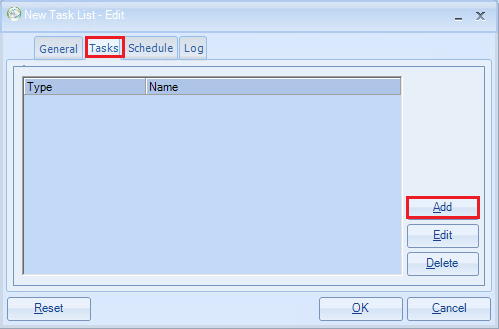 New Task List - Edit
General Tasks Schedule Log
Type Name
Add
Edit
Delete
Reset OK Cancel